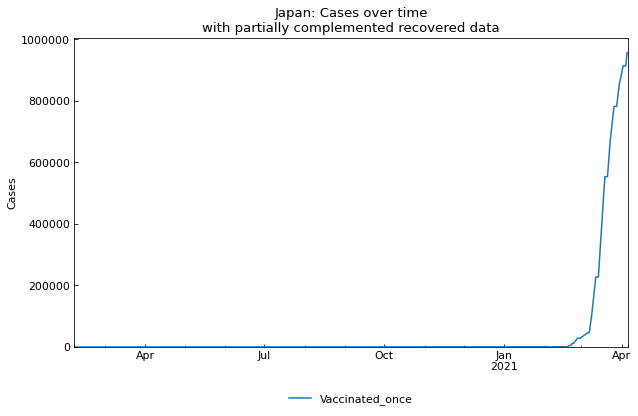 Japan: Cases over time
with partially complemented recovered data
1000000
800000
600000
400000
200000
0
Cases
Apr
Jul
Oct
Jan
2021
Apr
Vaccinated_once